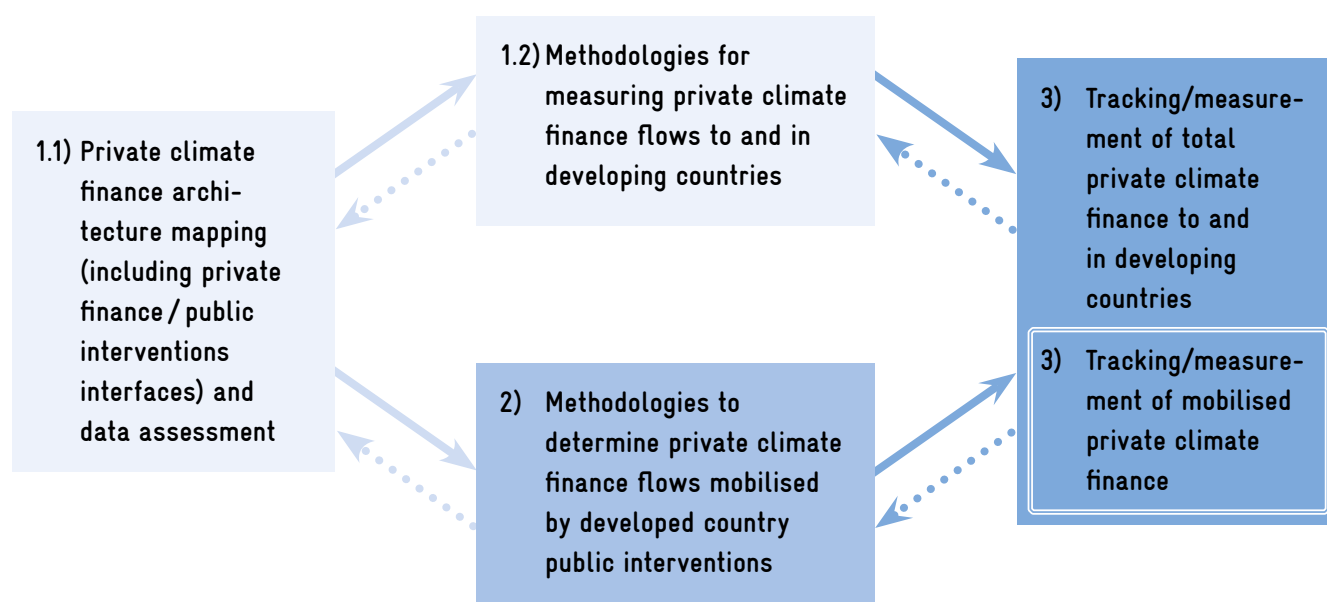 1.1) Private climate
finance archi-
tecture mapping
(including private
finance / public
interventions
interfaces) and
data assessment
1.2) Methodologies for
measuring private climate
finance flows to and in
developing countries
2) Methodologies to
determine private climate
finance flows mobilised
by developed country
public interventions
3) Tracking/measure-
ment of total
private climate
finance to and
in developing
countries
3) Tracking/measure-
ment of mobilised
private climate
finance